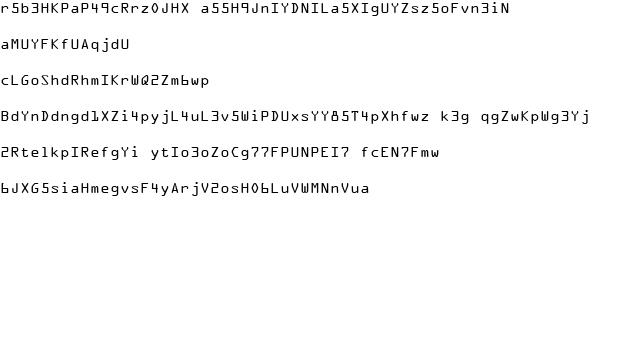 r5b3HKPaP49cRrz0JHX a55H9JnIYDNILa5XIgUYZsz5oFvn3iN
aMUYFKfUAqjdU
cLGoShdRhmIKrWQ2Zm6wp
BdYnDdngd1XZi4pyjL4uL3v5WiPDUxsYY85T4pXhfwz k3g qgZwKpWg3Yj
2RtelkpIRefgYi ytIo3oZoCg77FPUNPEI7 fcEN7Fmw
6JXG5siaHmegvsF4yArjV2osH06LuVWMNnVua